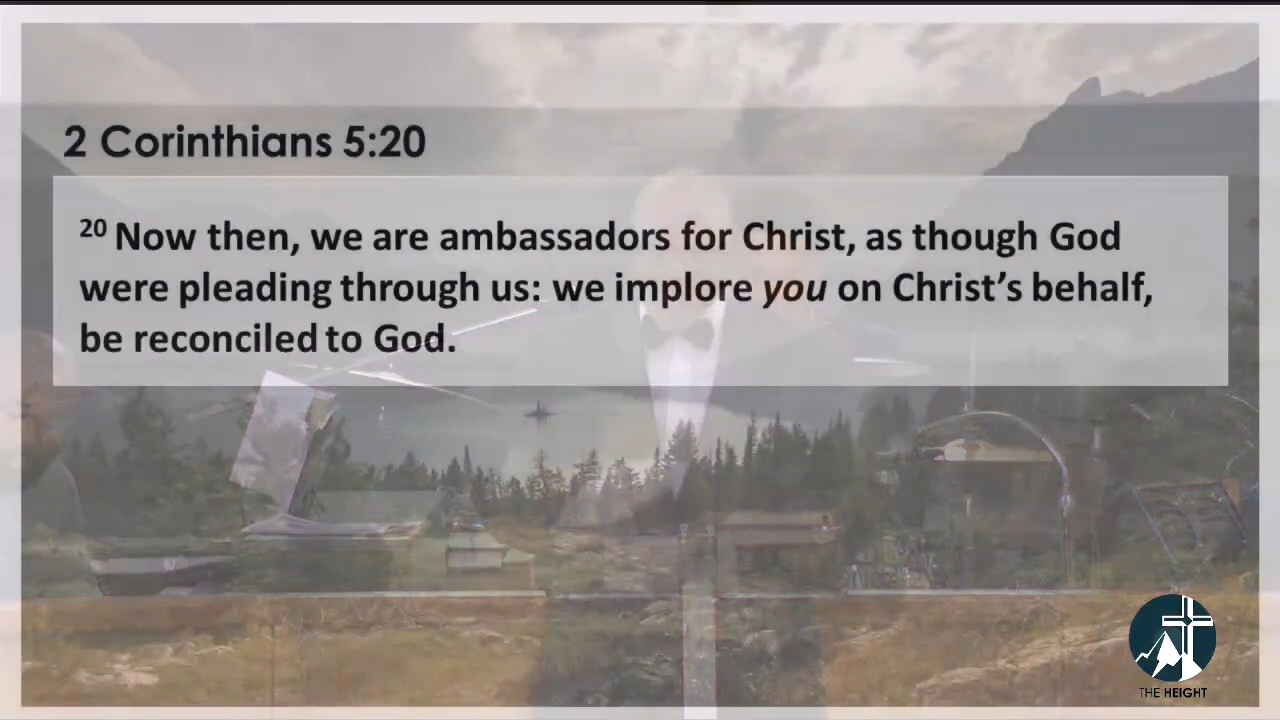 2 Corinthians 5:20
20 Now then, we are ambassadors for Christ, as though God
were pleading through us: we implore you on Christ’s behalf,
be reconciled to God.
THE HEIGHT